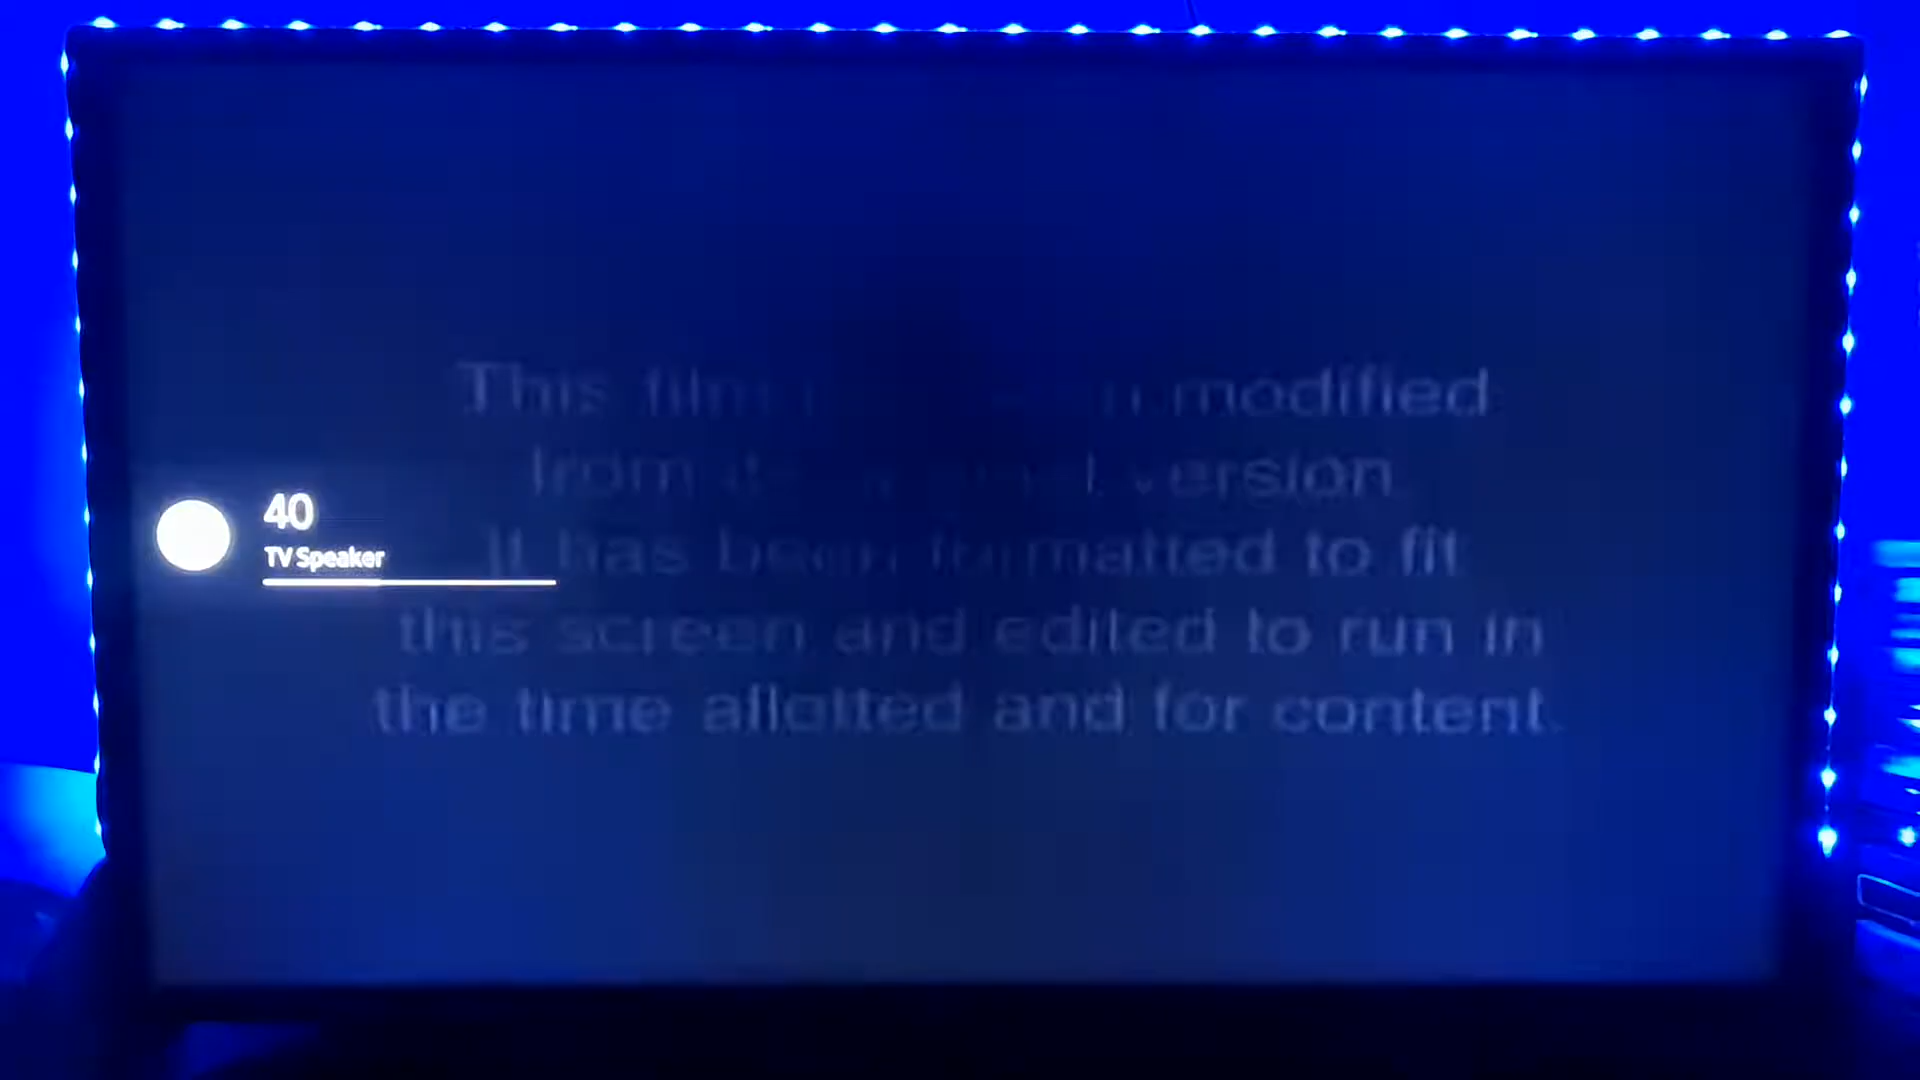 This film modified
from version
40
TV Speaker
It has been formatted to fit
this screen and edited to run in
the time allotted and for content.